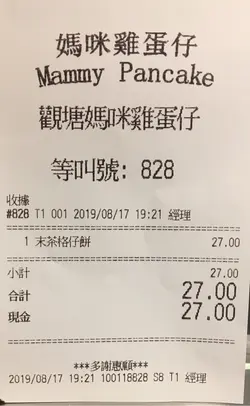 媽咪雞蛋仔
Mammy Pancake
觀塘媽咪雞蛋仔
等叫號: 828
收據
#828 T1 001 2019/08/17 19:21 經理
1 末茶格仔餅 27.00
小計 27.00
合計 27.00
現金 27.00
***多謝惠顧***
2019/08/17 19:21 100118828 S8 T1 經理